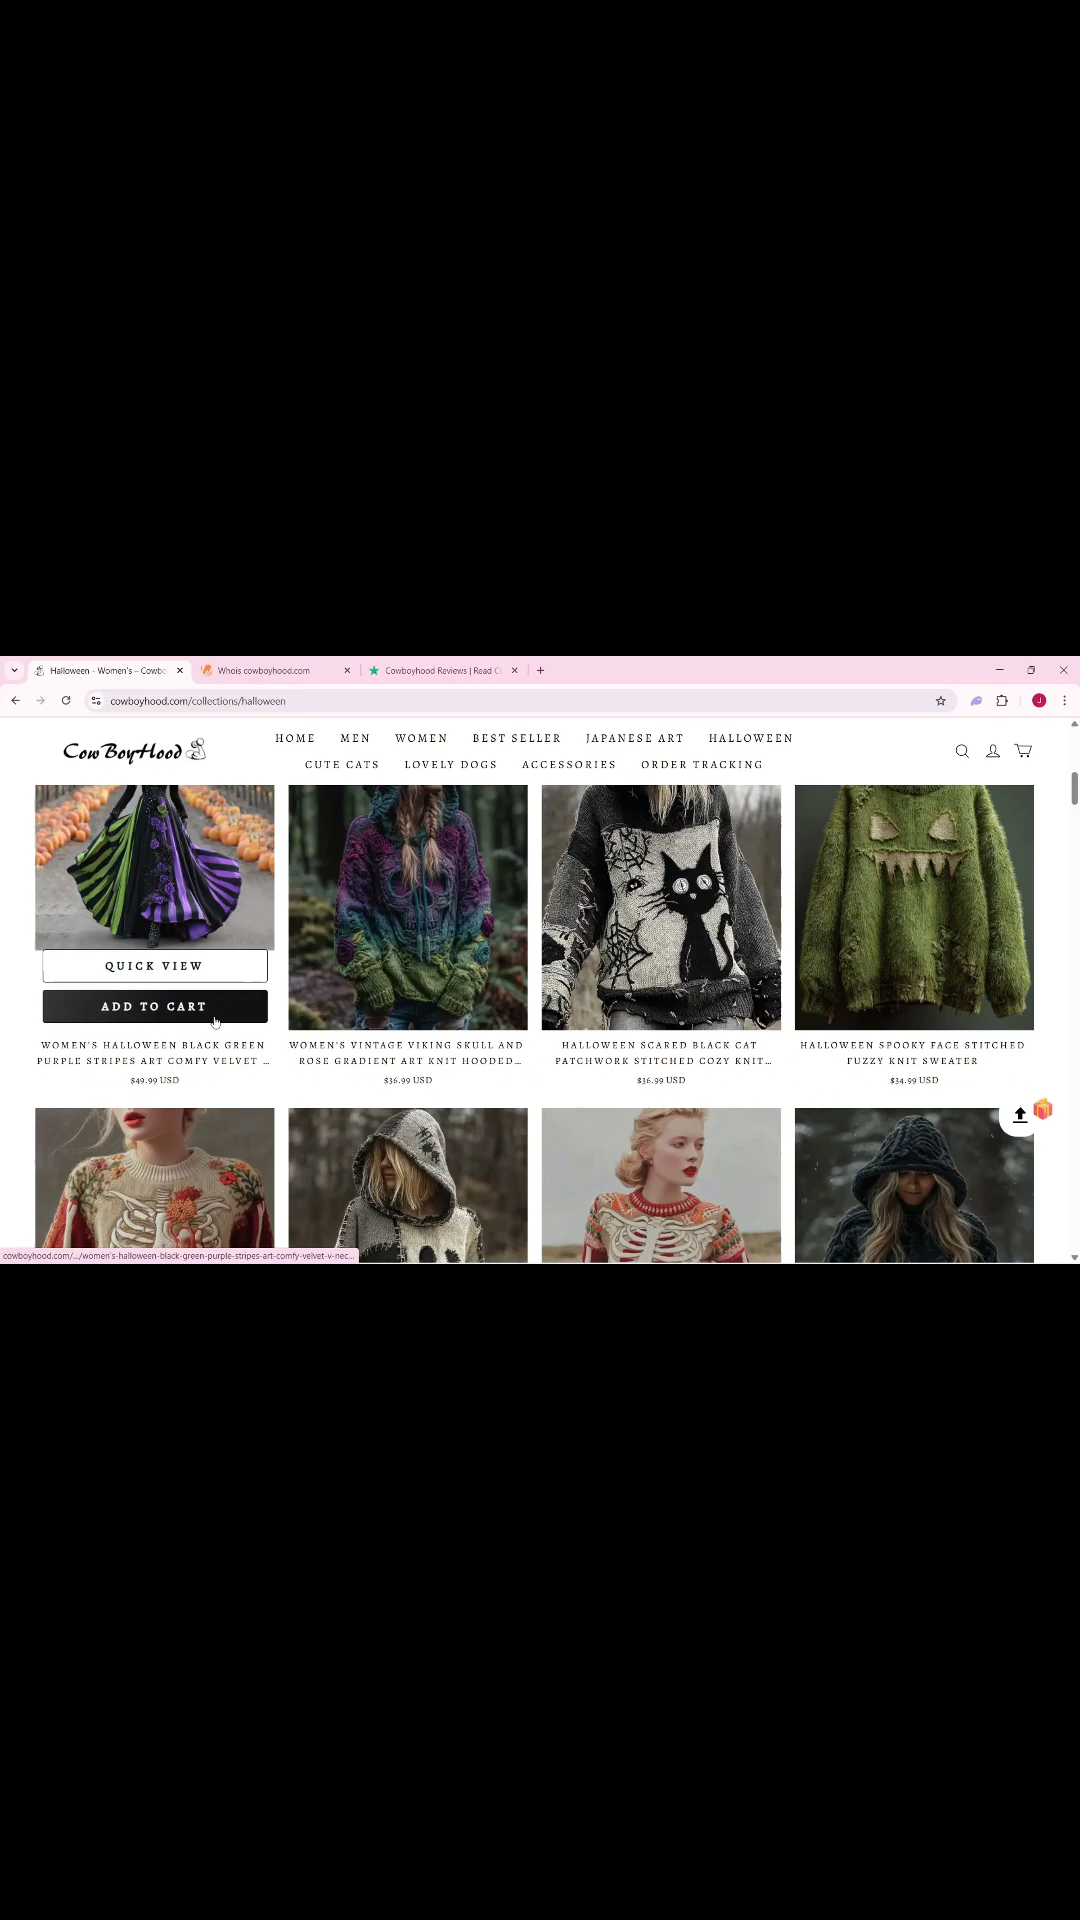 Halloween - Women's – Cowbo
Whois cowboyhood.com
Cowboyhood Reviews | Read C
cowboyhood.com/collections/halloween
J
CowBoyHood
HOME MEN WOMEN BEST SELLER JAPANESE ART HALLOWEEN
CUTE CATS LOVELY DOGS ACCESSORIES ORDER TRACKING
QUICK VIEW
ADD TO CART
WOMEN'S HALLOWEEN BLACK GREEN
PURPLE STRIPES ART COMFY VELVET ...
$49.99 USD
WOMEN'S VINTAGE VIKING SKULL AND
ROSE GRADIENT ART KNIT HOODED...
$36.99 USD
HALLOWEEN SCARED BLACK CAT
PATCHWORK STITCHED COZY KNIT...
$36.99 USD
HALLOWEEN SPOOKY FACE STITCHED
FUZZY KNIT SWEATER
$34.99 USD
cowboyhood.com/.../women's-halloween-black-green-purple-stripes-art-comfy-velvet-v-nec...